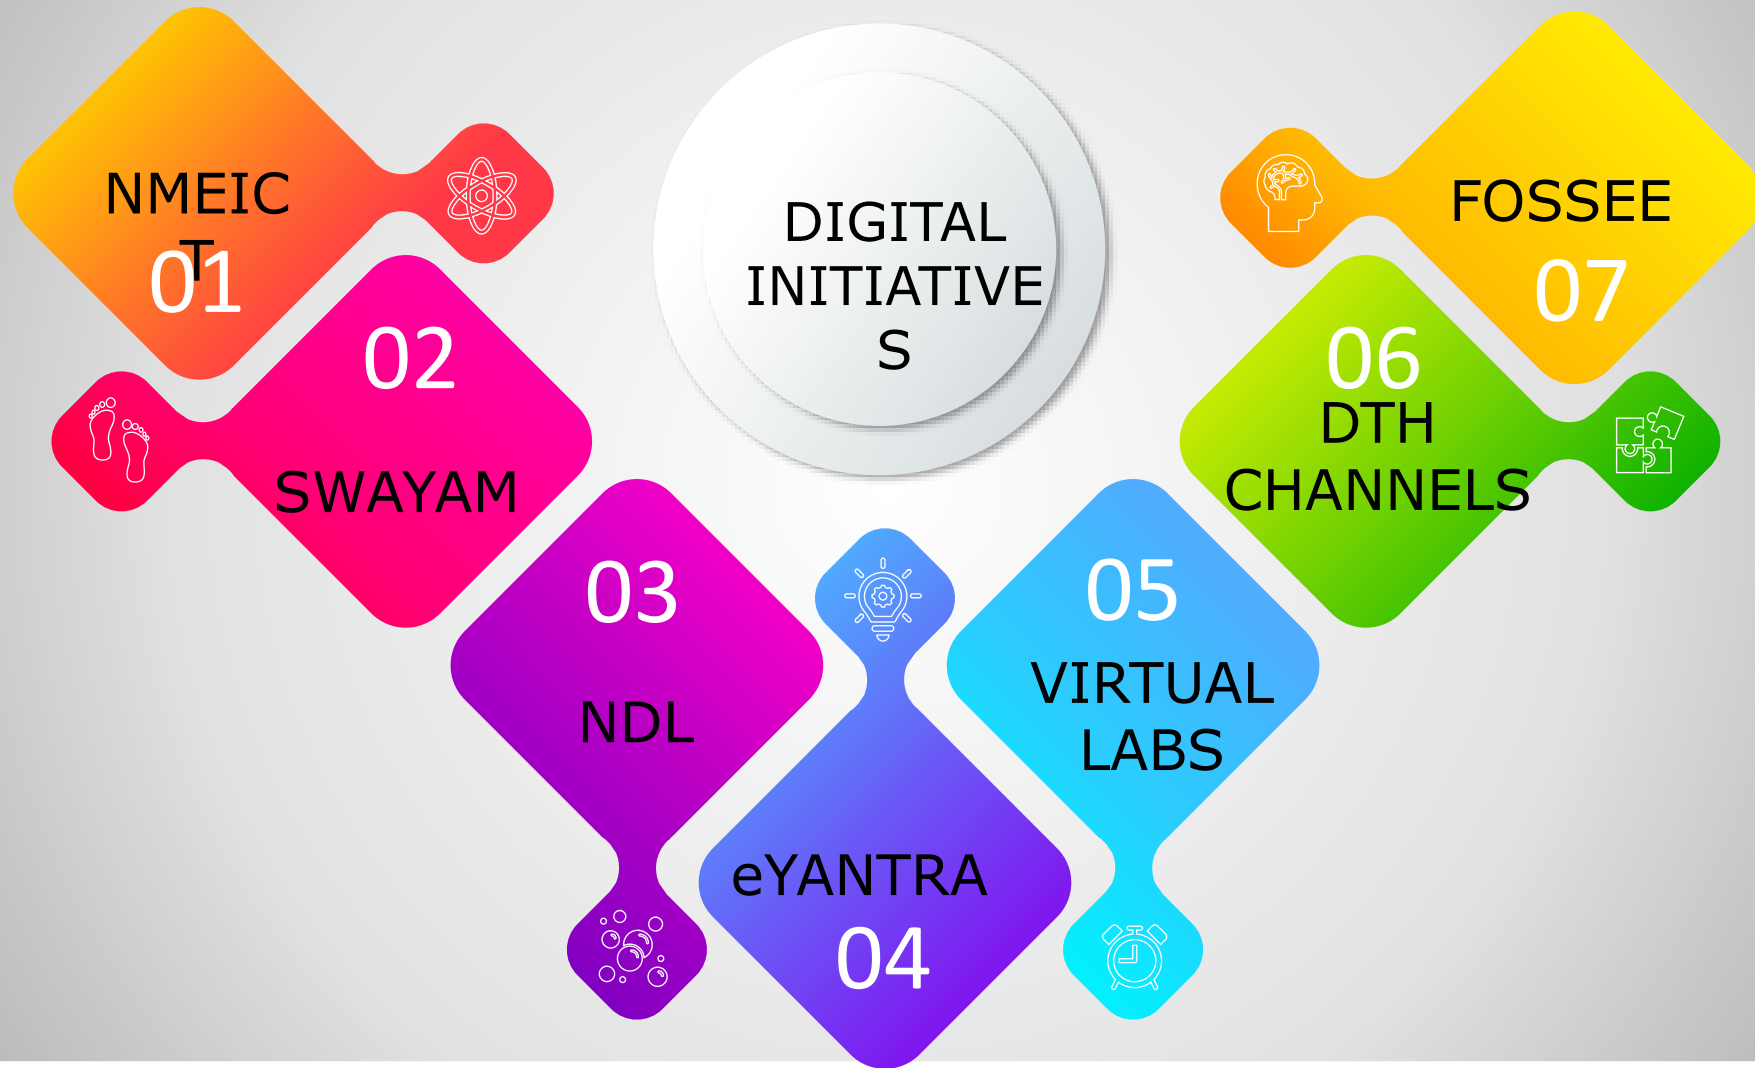 NMEIC
T
01
02
SWAYAM
03
NDL
eYANTRA
04
05
VIRTUAL
LABS
06
DTH
CHANNELS
FOSSEE
07
DIGITAL
INITIATIVE
S